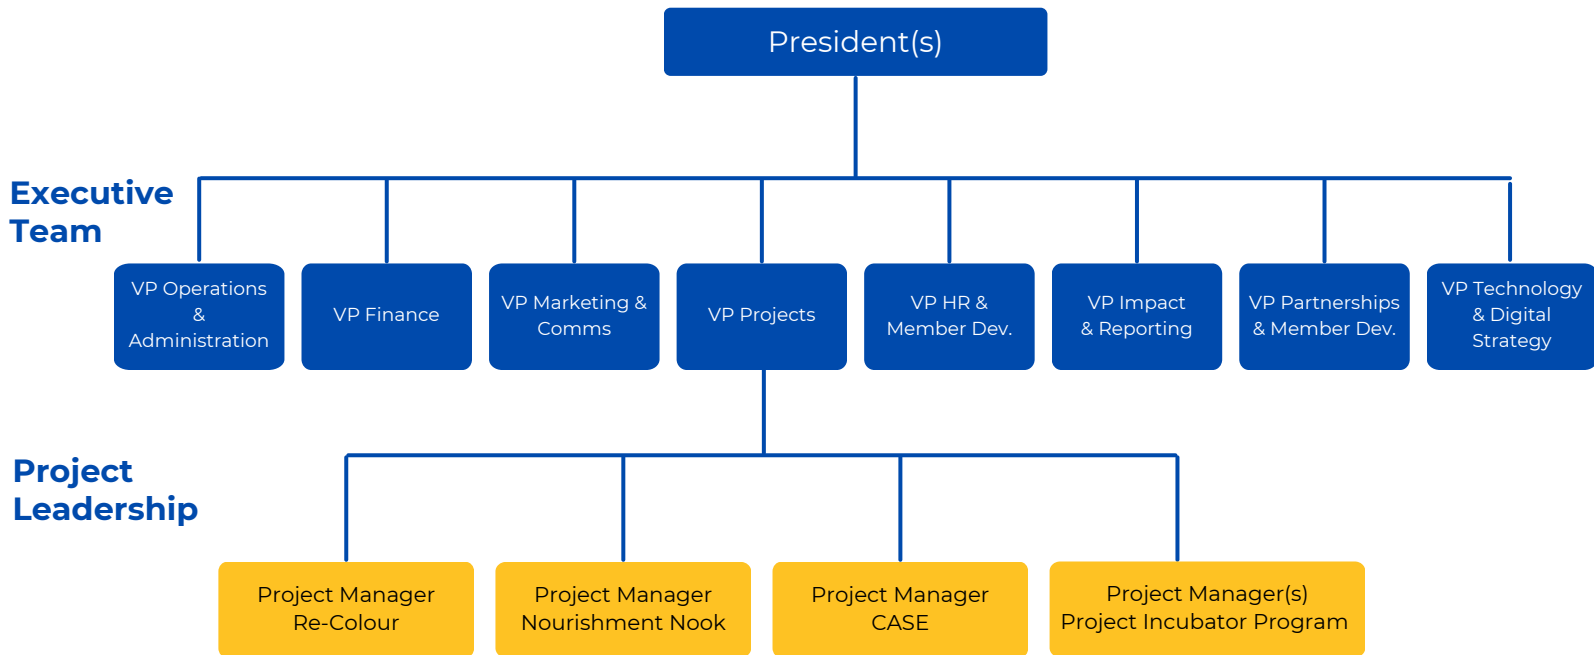 President(s)
Executive
Team
VP Operations
&
Administration
VP Finance
VP Marketing &
Comms
VP Projects
VP HR &
Member Dev.
VP Impact
& Reporting
VP Partnerships
& Member Dev.
VP Technology
& Digital
Strategy
Project
Leadership
Project Manager
Re-Colour
Project Manager
Nourishment Nook
Project Manager
CASE
Project Manager(s)
Project Incubator Program